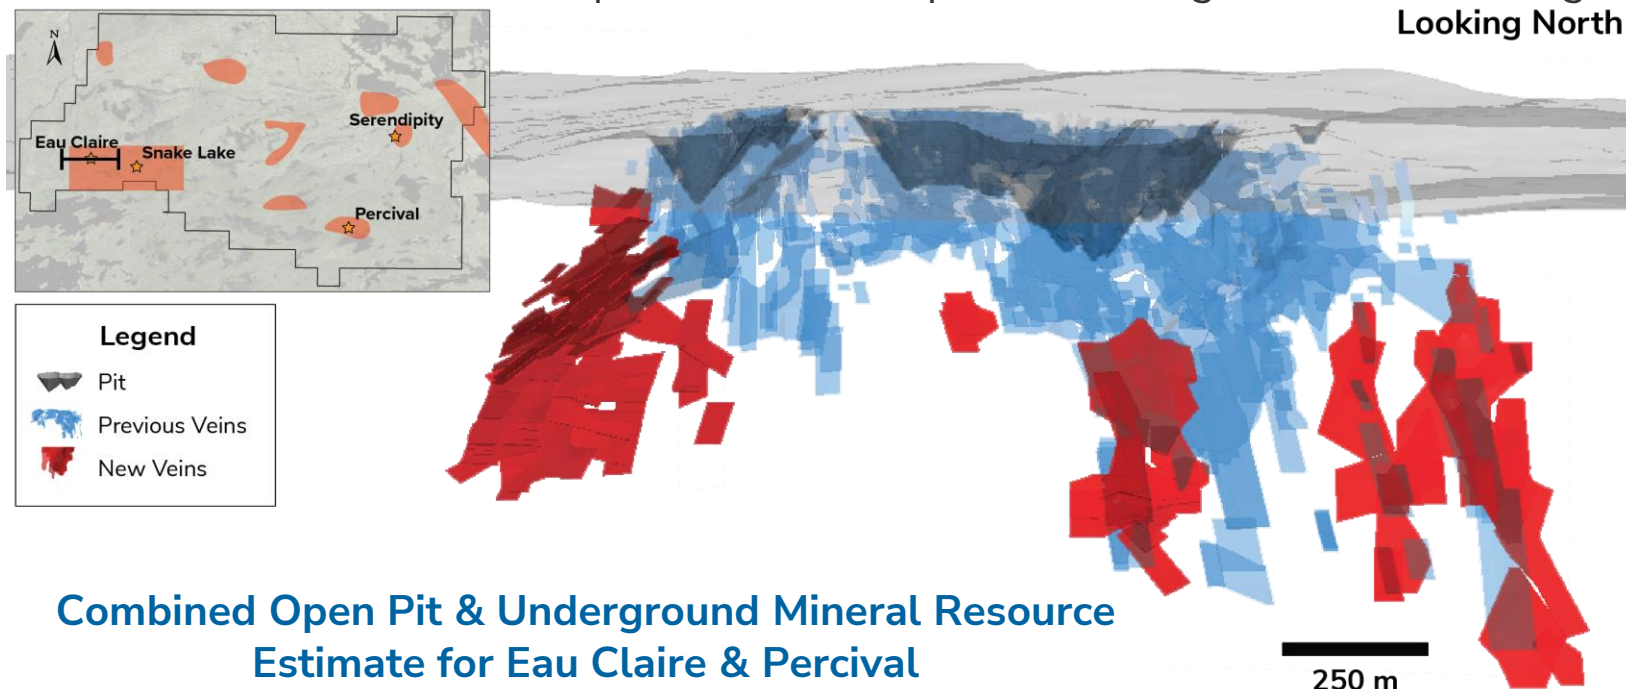 Looking North
N
Eau Claire
Snake Lake
Serendipity
Percival
Legend
Pit
Previous Veins
New Veins
Combined Open Pit & Underground Mineral Resource
Estimate for Eau Claire & Percival
250 m